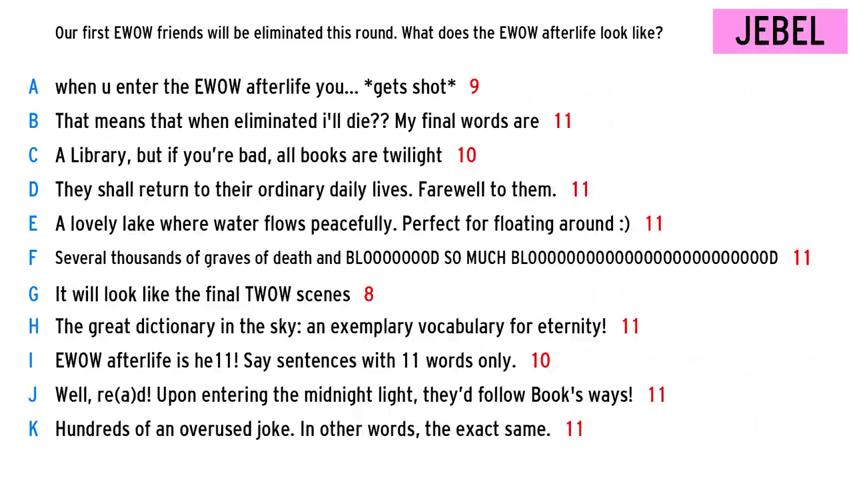 Our first EWOW friends will be eliminated this round. What does the EWOW afterlife look like?
JEBEL
A when u enter the EWOW afterlife you... *gets shot* 9
B That means that when eliminated i'll die?? My final words are 11
C A Library, but if you're bad, all books are twilight 10
D They shall return to their ordinary daily lives. Farewell to them. 11
E A lovely lake where water flows peacefully. Perfect for floating around :) 11
F Several thousands of graves of death and BLOOOOOOOD SO MUCH BLOOOOOOOOOOOOOOOOOOOOOOOOOOD 11
G It will look like the final TWOW scenes 8
H The great dictionary in the sky: an exemplary vocabulary for eternity! 11
I EWOW afterlife is he11! Say sentences with 11 words only. 10
J Well, re(a)d! Upon entering the midnight light, they'd follow Book's ways! 11
K Hundreds of an overused joke. In other words, the exact same. 11